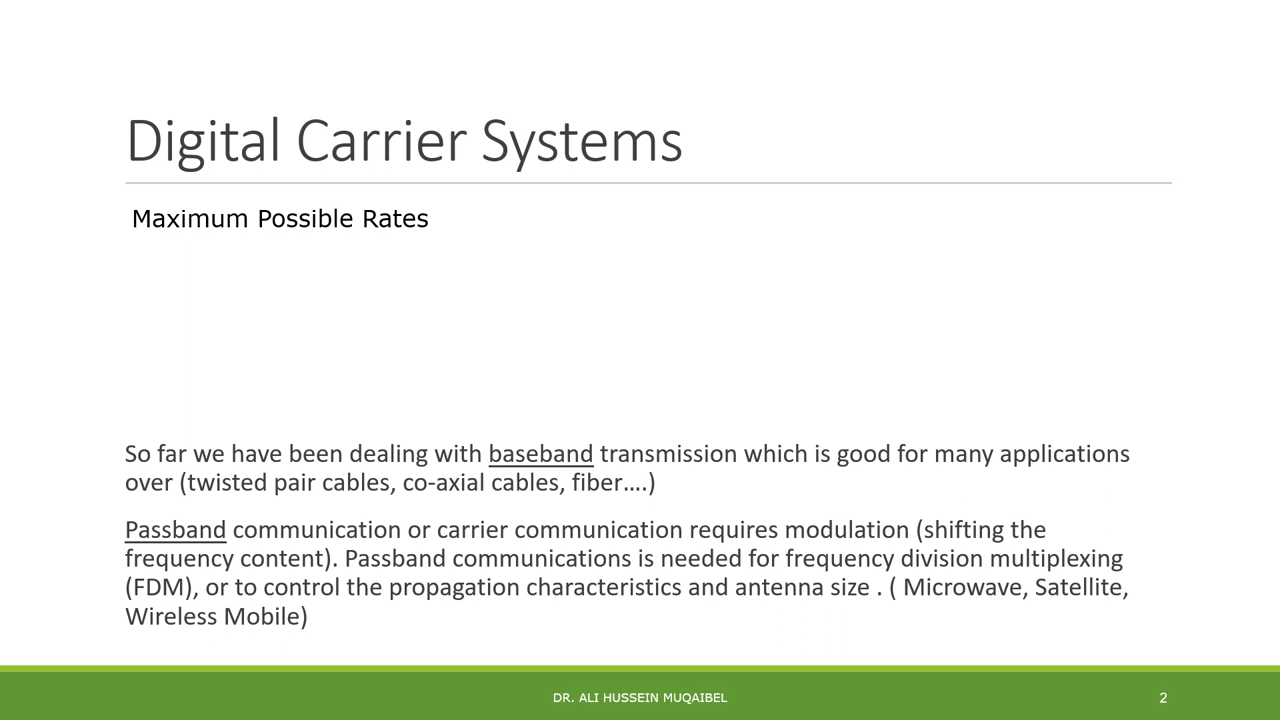 Digital Carrier Systems
Maximum Possible Rates
So far we have been dealing with baseband transmission which is good for many applications
over (twisted pair cables, co-axial cables, fiber….)
Passband communication or carrier communication requires modulation (shifting the
frequency content). Passband communications is needed for frequency division multiplexing
(FDM), or to control the propagation characteristics and antenna size . ( Microwave, Satellite,
Wireless Mobile)
DR. ALI HUSSEIN MUQAIBEL
2